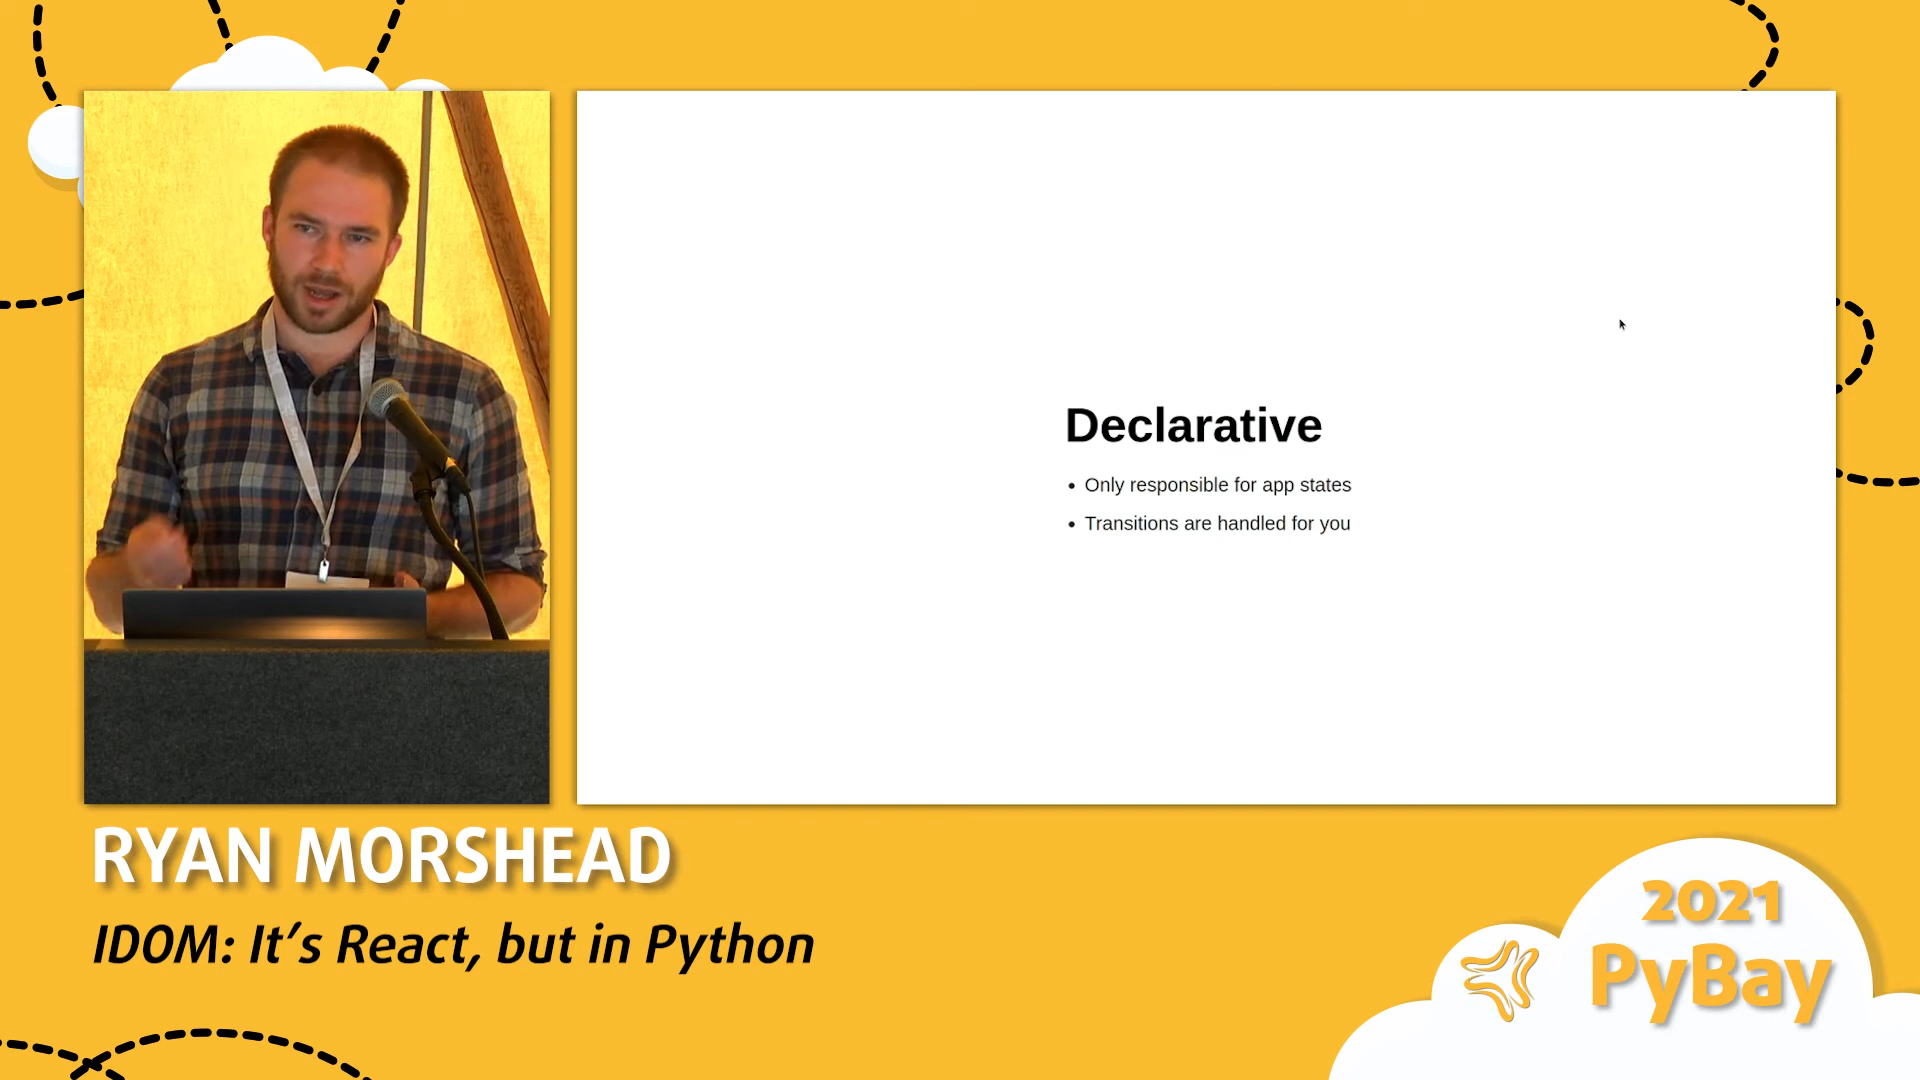 Declarative
Only responsible for app states
Transitions are handled for you
RYAN MORSHEAD
IDOM: It's React, but in Python
2021
PyBay